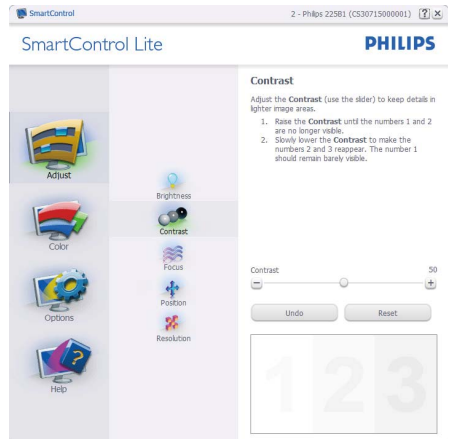 SmartControl
2 - Philips 225B1 (CS30715000001)
SmartControl Lite
PHILIPS
Adjust
Color
Options
Help
Brightness
Contrast
Focus
Position
Resolution
Contrast
Adjust the Contrast (use the slider) to keep details in
lighter image areas.
1. Raise the Contrast until the numbers 1 and 2
are no longer visible.
2. Slowly lower the Contrast to make the
numbers 2 and 3 reappear. The number 1
should remain barely visible.
Contrast 50
Undo Reset
1 2 3